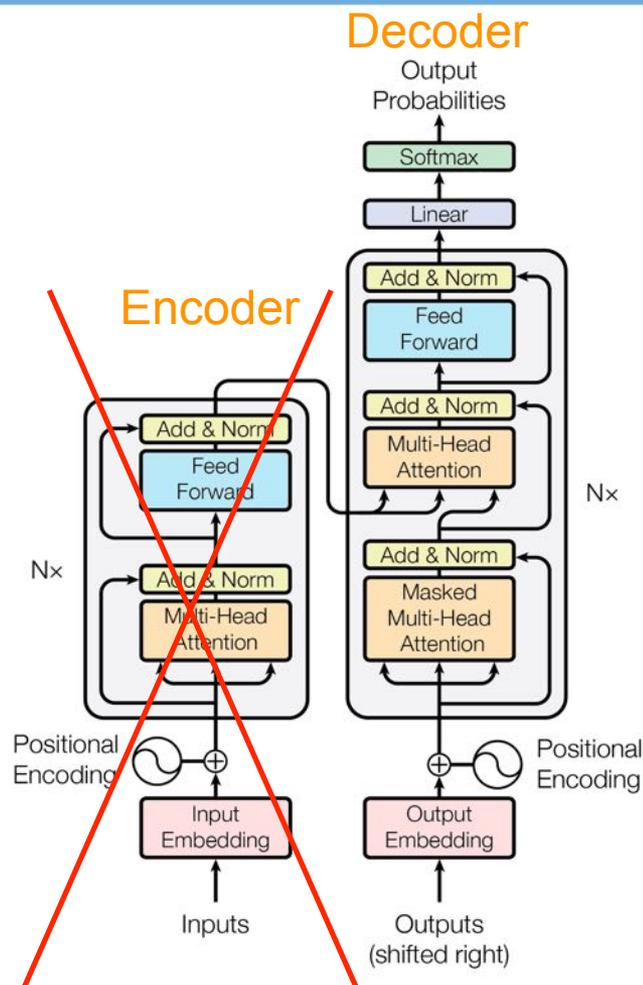 Decoder
Output
Probabilities
Softmax
Linear
Add & Norm
Feed
Forward
Add & Norm
Multi-Head
Attention
Nx
Add & Norm
Masked
Multi-Head
Attention
Positional
Encoding
Output
Embedding
Outputs
(shifted right)
Encoder
Add & Norm
Feed
Forward
Nx
Add & Norm
Multi-Head
Attention
Positional
Encoding
Input
Embedding
Inputs